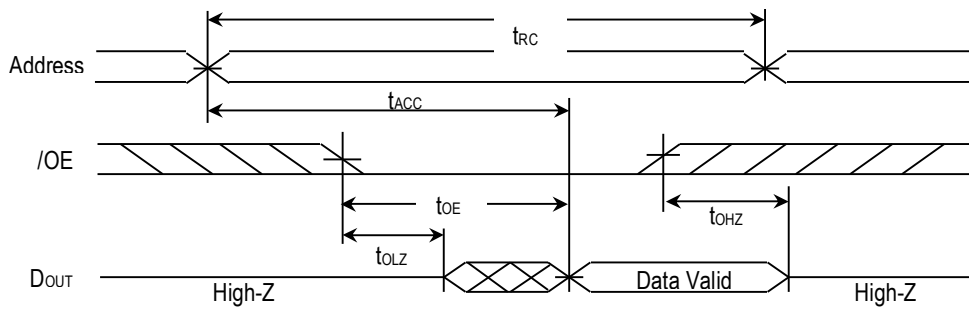 tRC
Address
tACC
/OE
tOE
tOHZ
tOLZ
DOUT
High-Z
Data Valid
High-Z